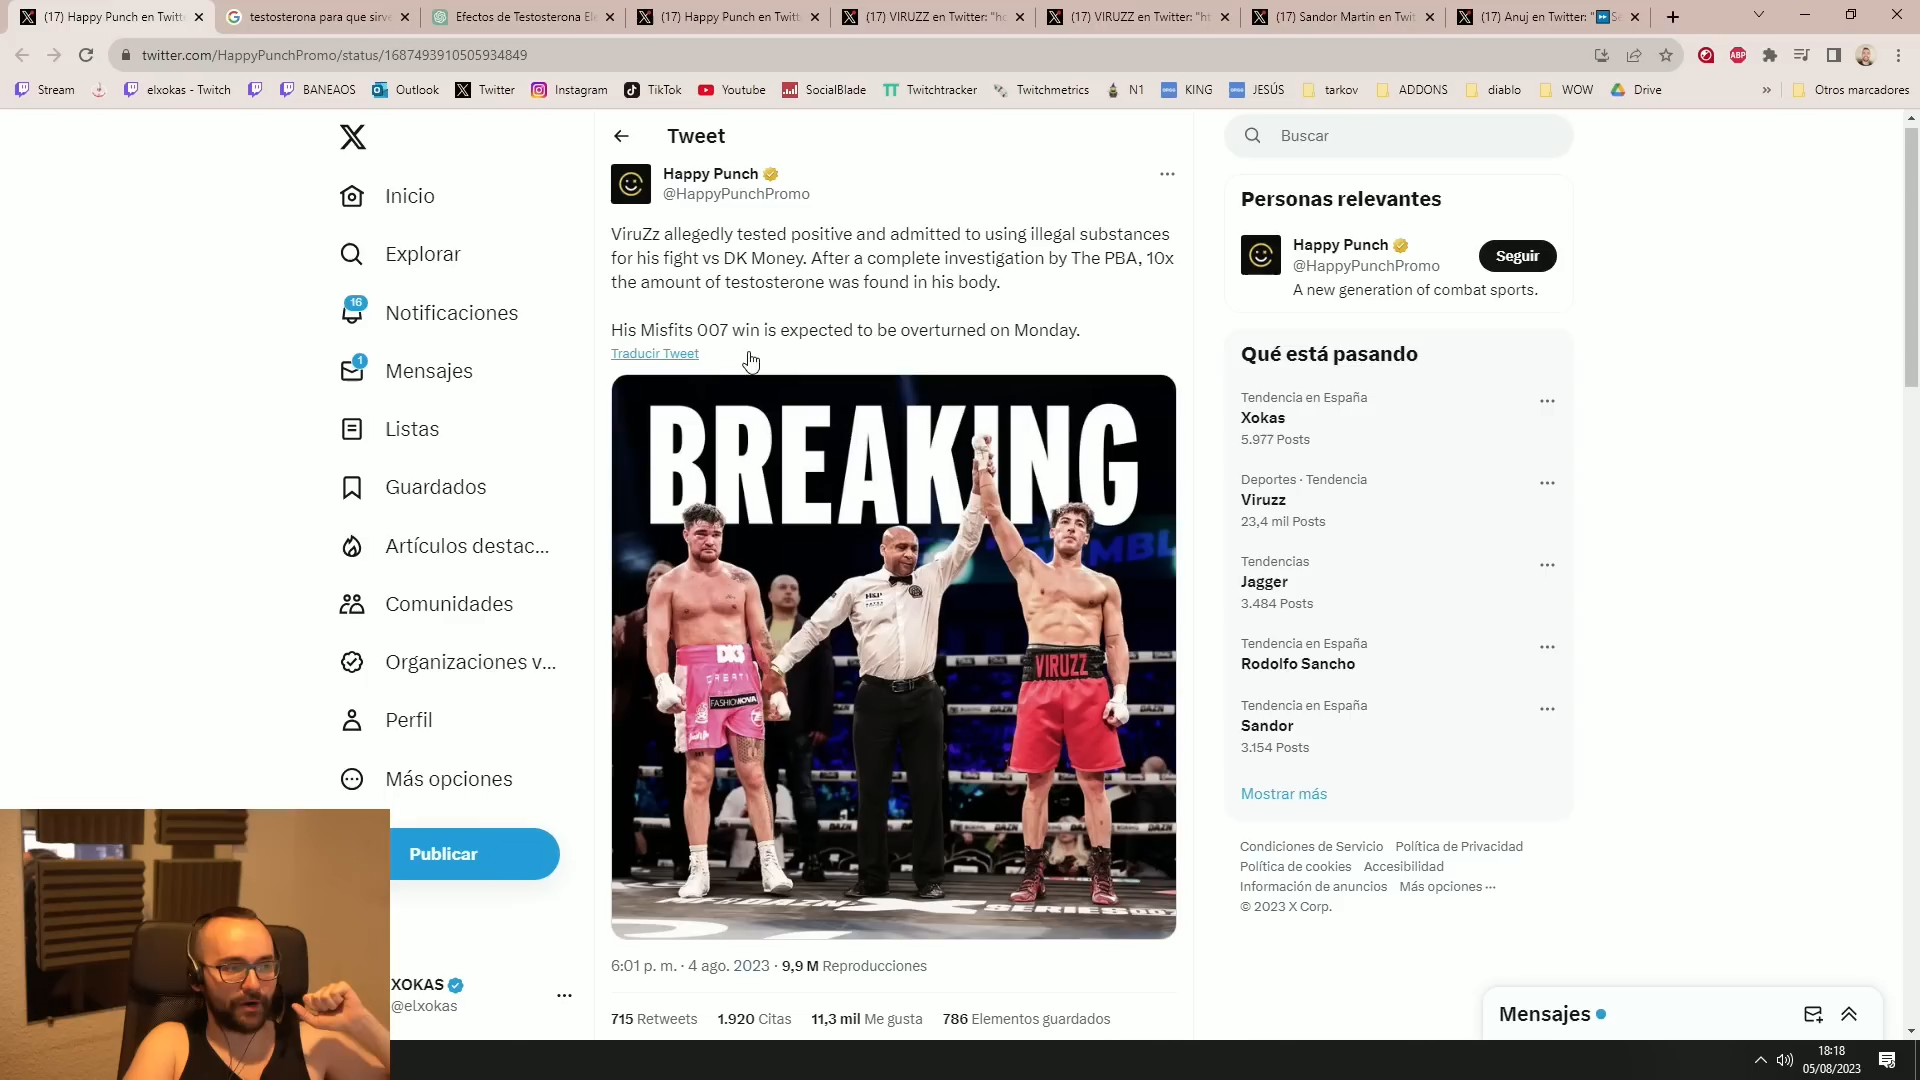 (17) Happy Punch en Twitte
testosterona para que sirve
Efectos de Testosterona Ele
(17) Happy Punch en Twitte
(17) VIRUZZ en Twitter: "ho
(17) VIRUZZ en Twitter: "ht
(17) Sandor Martin en Twit
(17) Anuj en Twitter: "
twitter.com/HappyPunchPromo/status/1687493910505934849
ABP
Stream
elxokas - Twitch
BANEAOS
Outlook
Twitter
Instagram
TikTok
Youtube
SocialBlade
Twitchtracker
Twitchmetrics
N1
KING
JESÚS
tarkov
ADDONS
diablo
WOW
Drive
»
Otros marcadores
Inicio
Explorar
16
Notificaciones
1
Mensajes
Listas
Guardados
Artículos destac...
Comunidades
Organizaciones v...
Perfil
Más opciones
Publicar
XOKAS
@elxokas
Tweet
Happy Punch
@HappyPunchPromo
ViruZz allegedly tested positive and admitted to using illegal substances
for his fight vs DK Money. After a complete investigation by The PBA, 10x
the amount of testosterone was found in his body.
His Misfits 007 win is expected to be overturned on Monday.
Traducir Tweet
BREAKING
DKS
FASHIONOVA
VIRUZZ
DAZN
6:01 p. m. · 4 ago. 2023 · 9,9 M Reproducciones
715 Retweets 1.920 Citas 11,3 mil Me gusta 786 Elementos guardados
Buscar
Personas relevantes
Happy Punch
@HappyPunchPromo
Seguir
A new generation of combat sports.
Qué está pasando
Tendencia en España
Xokas
5.977 Posts
Deportes · Tendencia
Viruzz
23,4 mil Posts
Tendencias
Jagger
3.484 Posts
Tendencia en España
Rodolfo Sancho
Tendencia en España
Sandor
3.154 Posts
Mostrar más
Condiciones de Servicio Política de Privacidad
Política de cookies Accesibilidad
Información de anuncios Más opciones ···
© 2023 X Corp.
Mensajes
18:18
05/08/2023